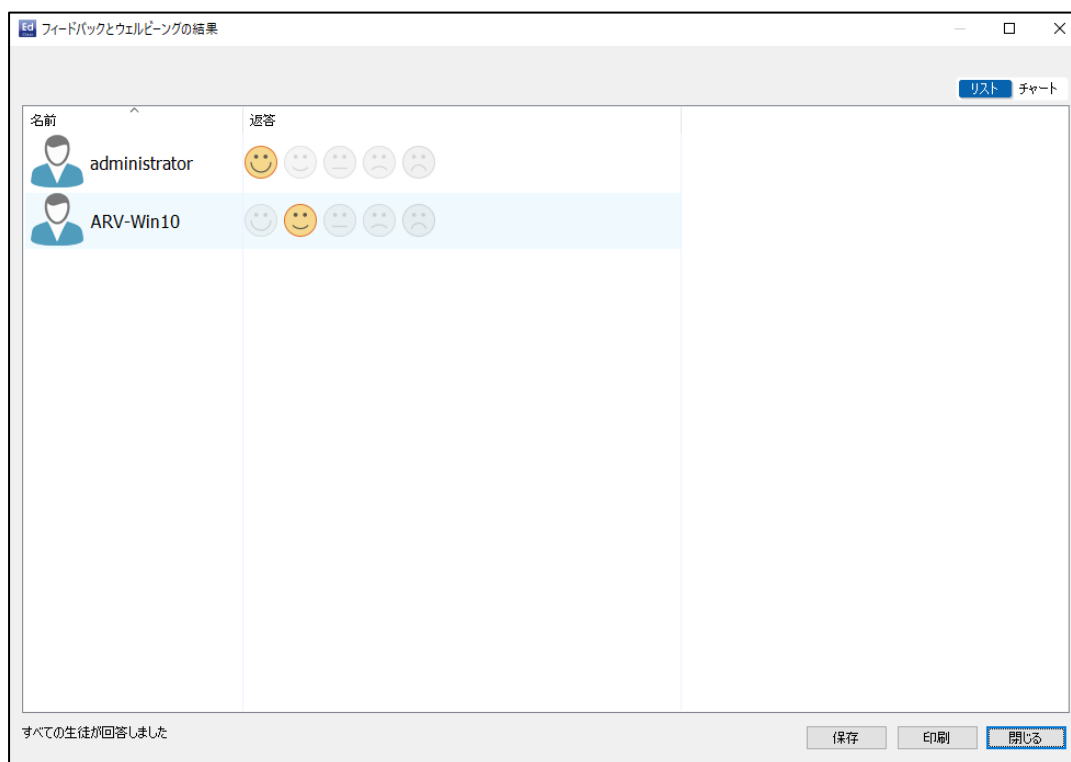 Ed フィードバックとウェルビーングの結果
リスト チャート
名前 返答
administrator
ARV-Win10
すべての生徒が回答しました
保存 印刷 閉じる